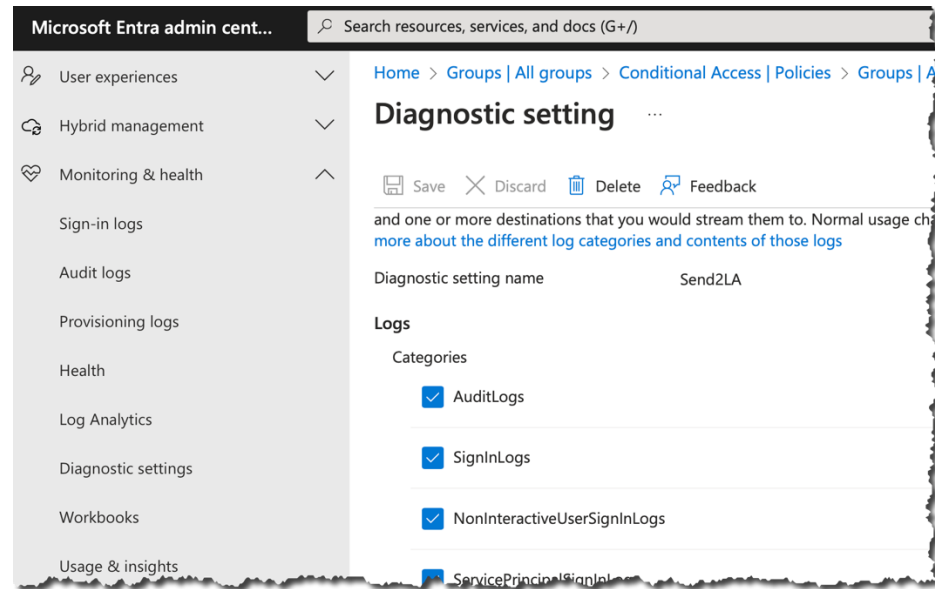 Microsoft Entra admin cent...
Search resources, services, and docs (G+/)
User experiences
Hybrid management
Monitoring & health
Sign-in logs
Audit logs
Provisioning logs
Health
Log Analytics
Diagnostic settings
Workbooks
Usage & insights
Home > Groups | All groups > Conditional Access | Policies > Groups | A
Diagnostic setting ...
Save Discard Delete Feedback
and one or more destinations that you would stream them to. Normal usage cha
more about the different log categories and contents of those logs
Diagnostic setting name Send2LA
Logs
Categories
AuditLogs
SignInLogs
NonInteractiveUserSignInLogs
ServicePrincipalSignInLo